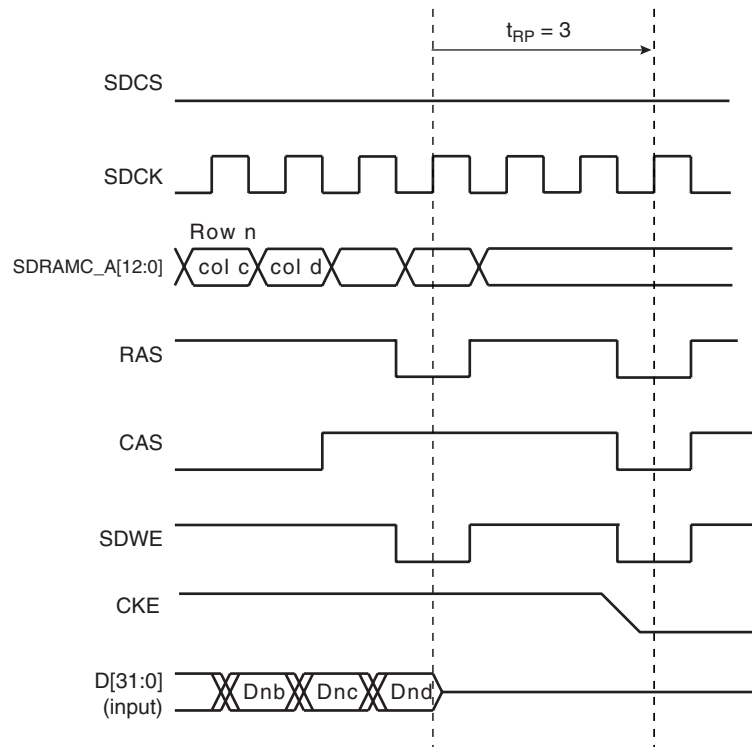 tRP = 3
SDCS
SDCK
Row n
SDRAMC_A[12:0]
col c
col d
RAS
CAS
SDWE
CKE
D[31:0]
(input)
Dnb
Dnc
Dnd